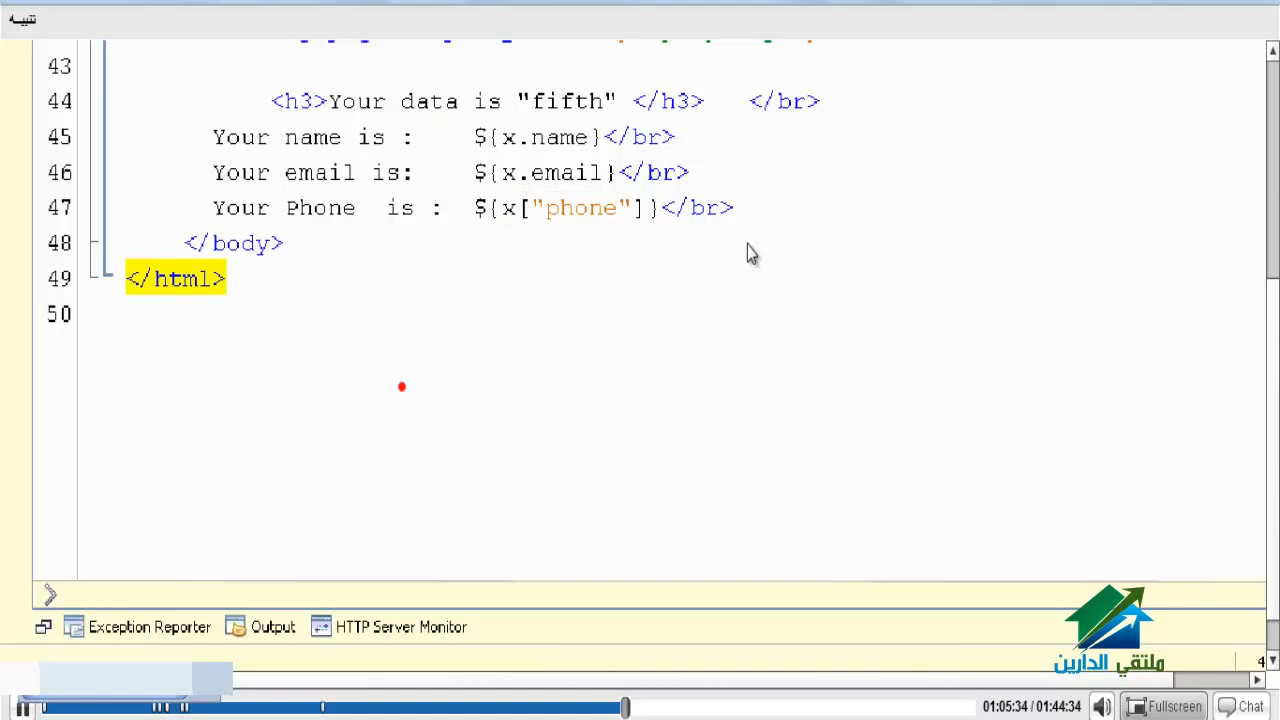 تنبيه
43
44 <h3>Your data is "fifth" </h3> </br>
45 Your name is : ${x.name}</br>
46 Your email is: ${x.email}</br>
47 Your Phone is : ${x["phone"]}</br>
48 </body>
49 </html>
50
Exception Reporter Output HTTP Server Monitor
ملتقي الدارين
4
01:05:34 / 01:44:34 Fullscreen Chat